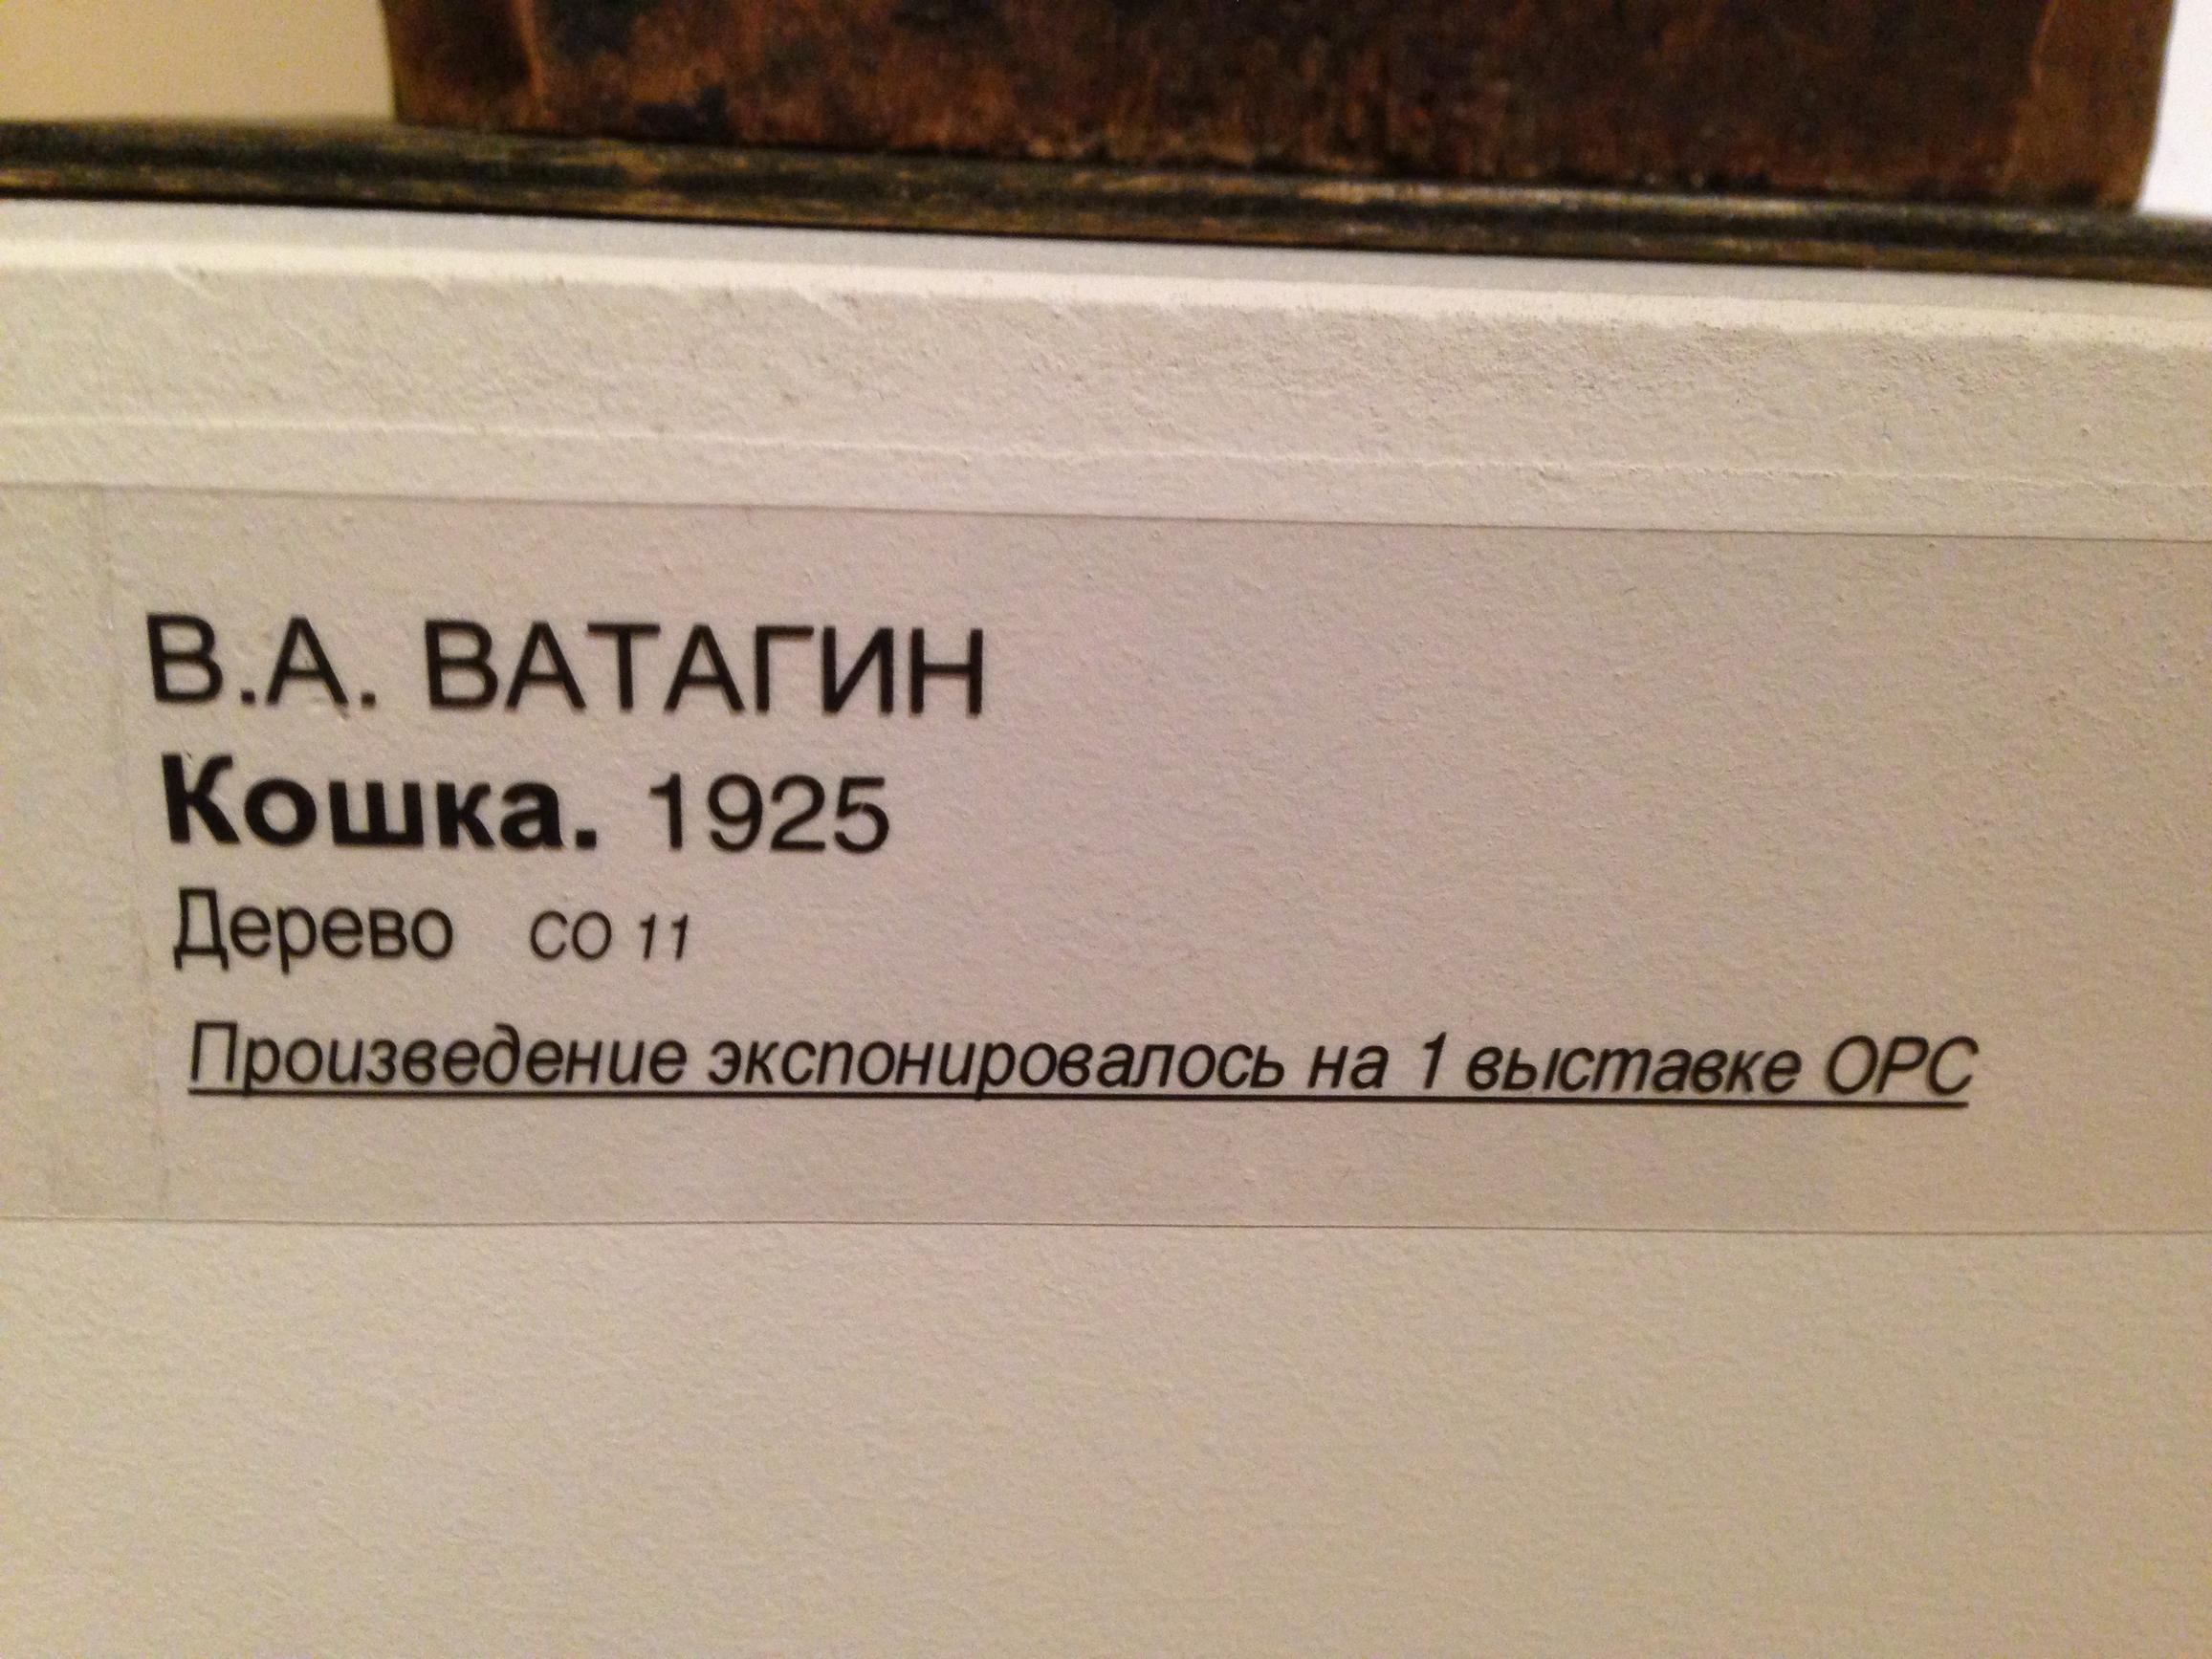 В.А. ВАТАГИН
Кошка. 1925
Дерево СО 11
Произведение экспонировалось на 1 выставке ОРС